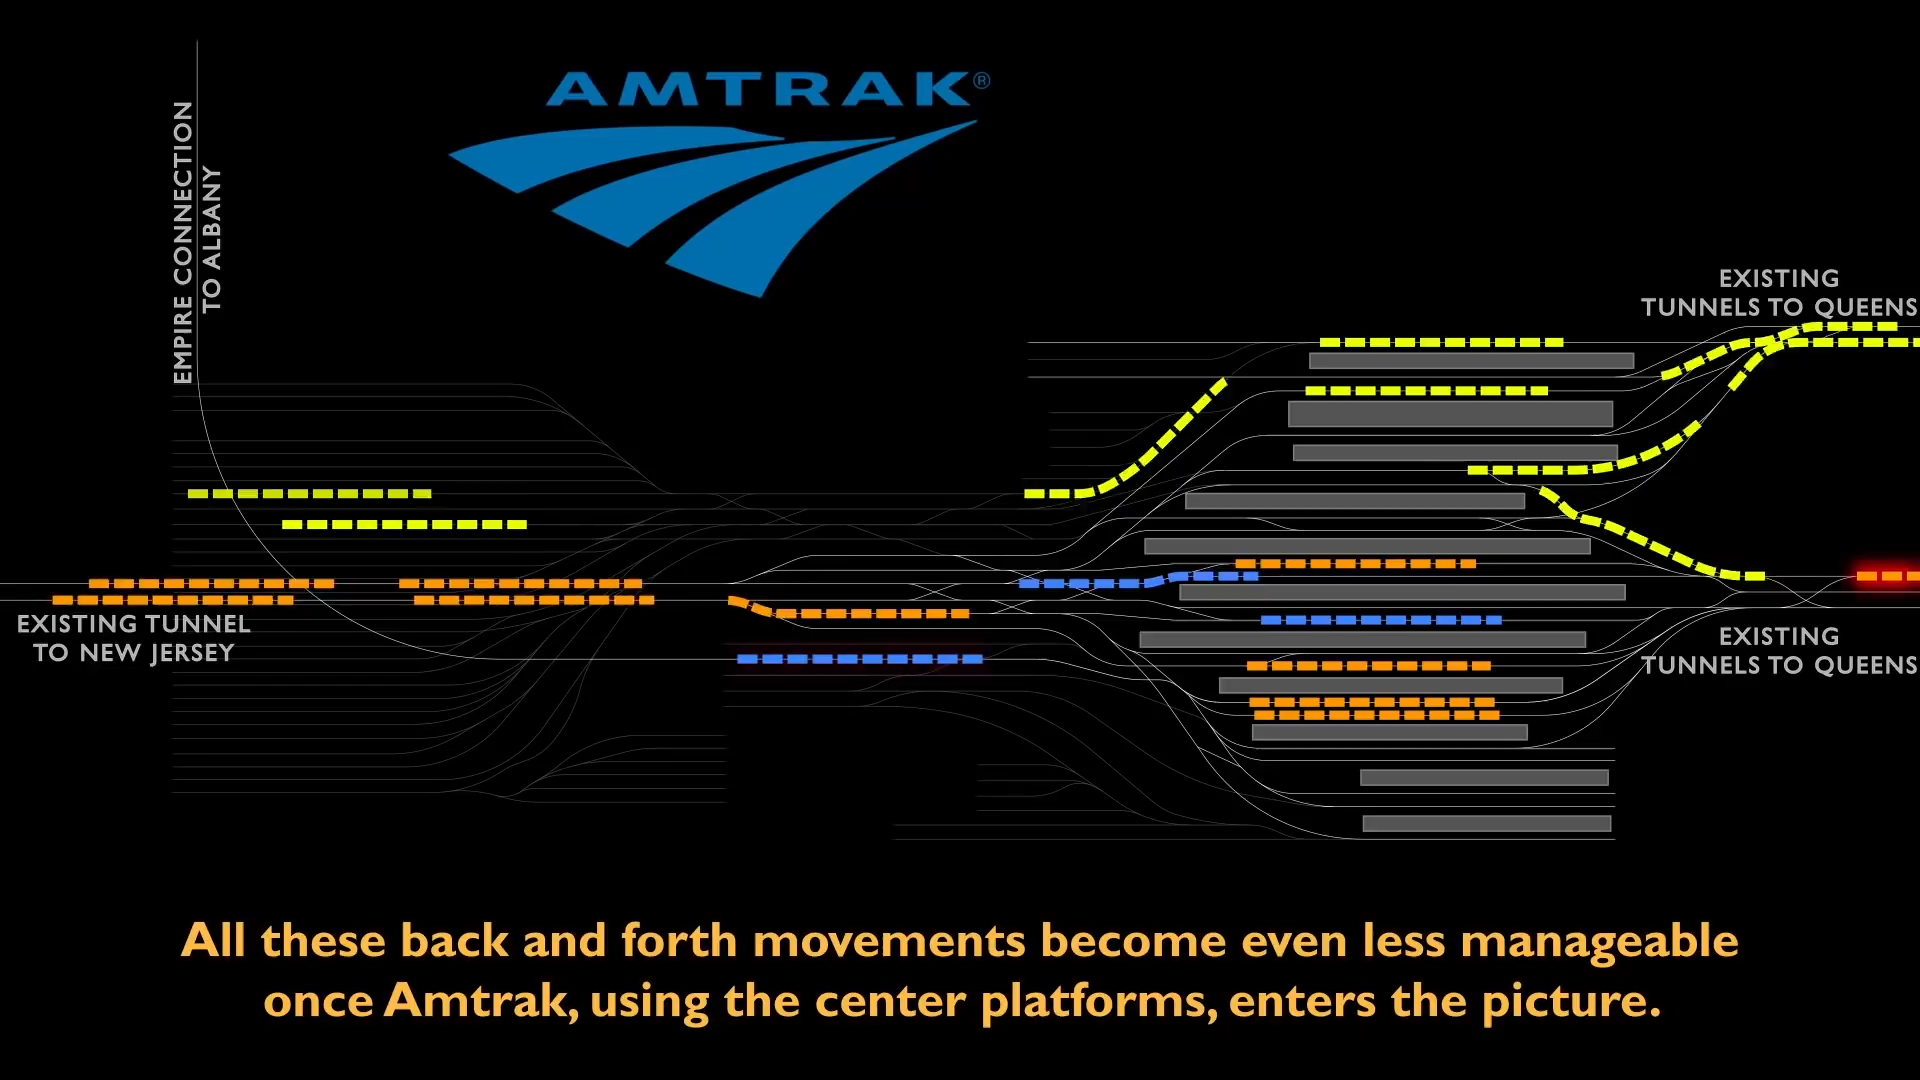 AMTRAK®
EMPIRE CONNECTION
TO ALBANY
EXISTING
TUNNELS TO QUEENS
EXISTING TUNNEL
TO NEW JERSEY
EXISTING
TUNNELS TO QUEENS
All these back and forth movements become even less manageable
once Amtrak, using the center platforms, enters the picture.